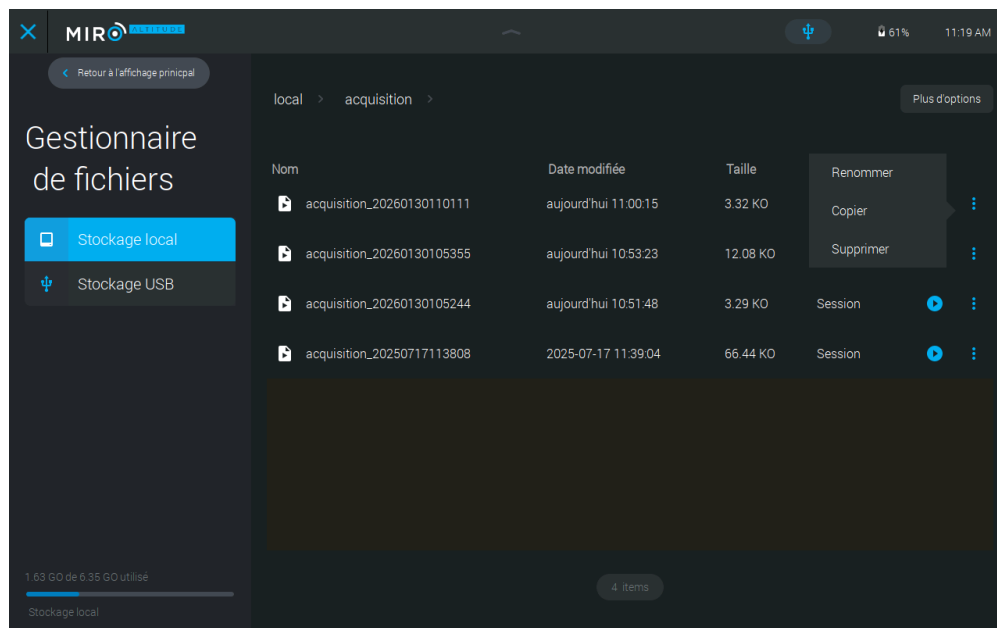 MIRO ALTITUDE 61% 11:19 AM
Retour à l'affichage prinicpal
local > acquisition > Plus d'options
Gestionnaire
de fichiers
Nom Date modifiée Taille
Renommer
acquisition_20260130110111 aujourd'hui 11:00:15 3.32 KO
Copier
Stockage local
Supprimer
acquisition_20260130105355 aujourd'hui 10:53:23 12.08 KO
Stockage USB
acquisition_20260130105244 aujourd'hui 10:51:48 3.29 KO Session
acquisition_20250717113808 2025-07-17 11:39:04 66.44 KO Session
1.63 GO de 6.35 GO utilisé
4 items
Stockage local